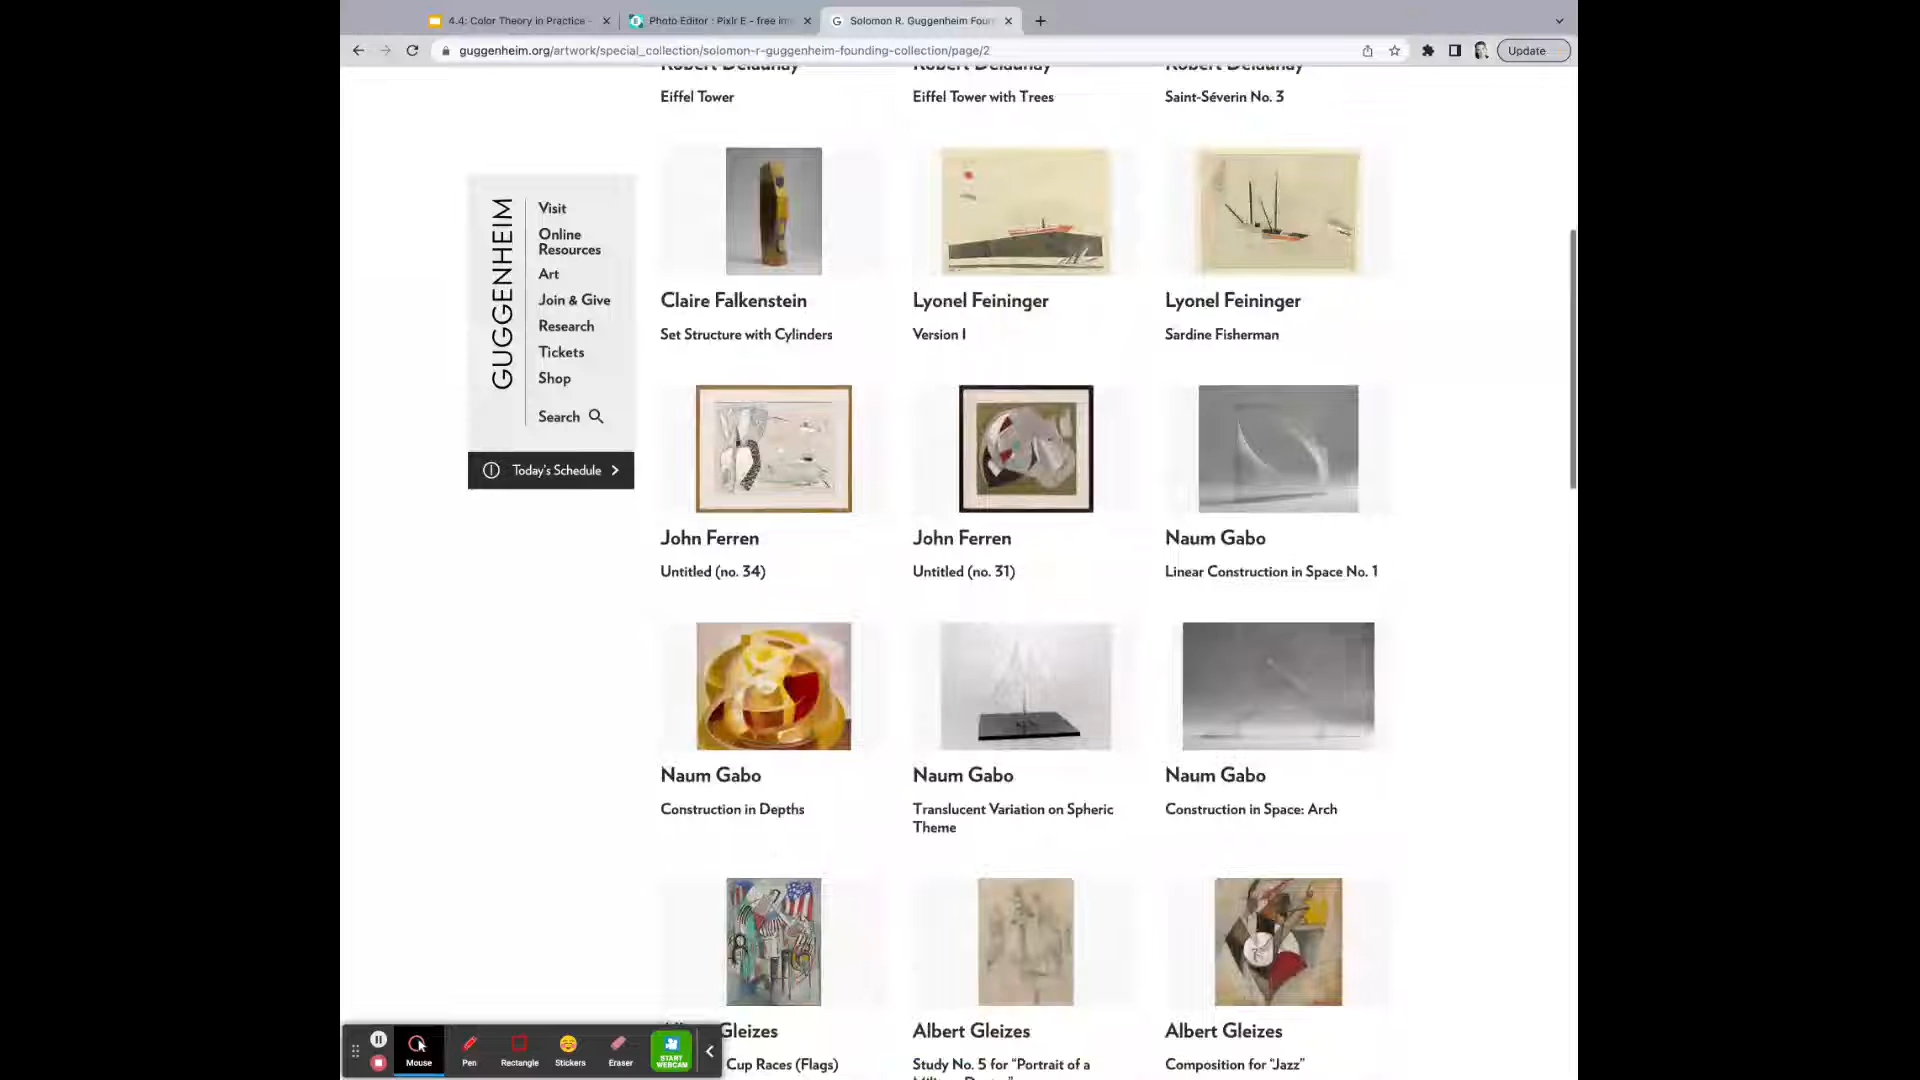 4.4: Color Theory in Practice -
Photo Editor : Pixlr E - free im
Solomon R. Guggenheim Foun
guggenheim.org/artwork/special_collection/solomon-r-guggenheim-founding-collection/page/2
Update
Robert Delaunay
Robert Delaunay
Robert Delaunay
Eiffel Tower
Eiffel Tower with Trees
Saint-Séverin No. 3
GUGGENHEIM
Visit
Online
Resources
Art
Join & Give
Research
Tickets
Shop
Search
Today's Schedule
Claire Falkenstein
Lyonel Feininger
Lyonel Feininger
Set Structure with Cylinders
Version I
Sardine Fisherman
John Ferren
John Ferren
Naum Gabo
Untitled (no. 34)
Untitled (no. 31)
Linear Construction in Space No. 1
Naum Gabo
Naum Gabo
Naum Gabo
Construction in Depths
Translucent Variation on Spheric
Theme
Construction in Space: Arch
Gleizes
Albert Gleizes
Albert Gleizes
Cup Races (Flags)
Study No. 5 for "Portrait of a
Composition for "Jazz"
Mouse
Pen
Rectangle
Stickers
Eraser
START
WEBCAM